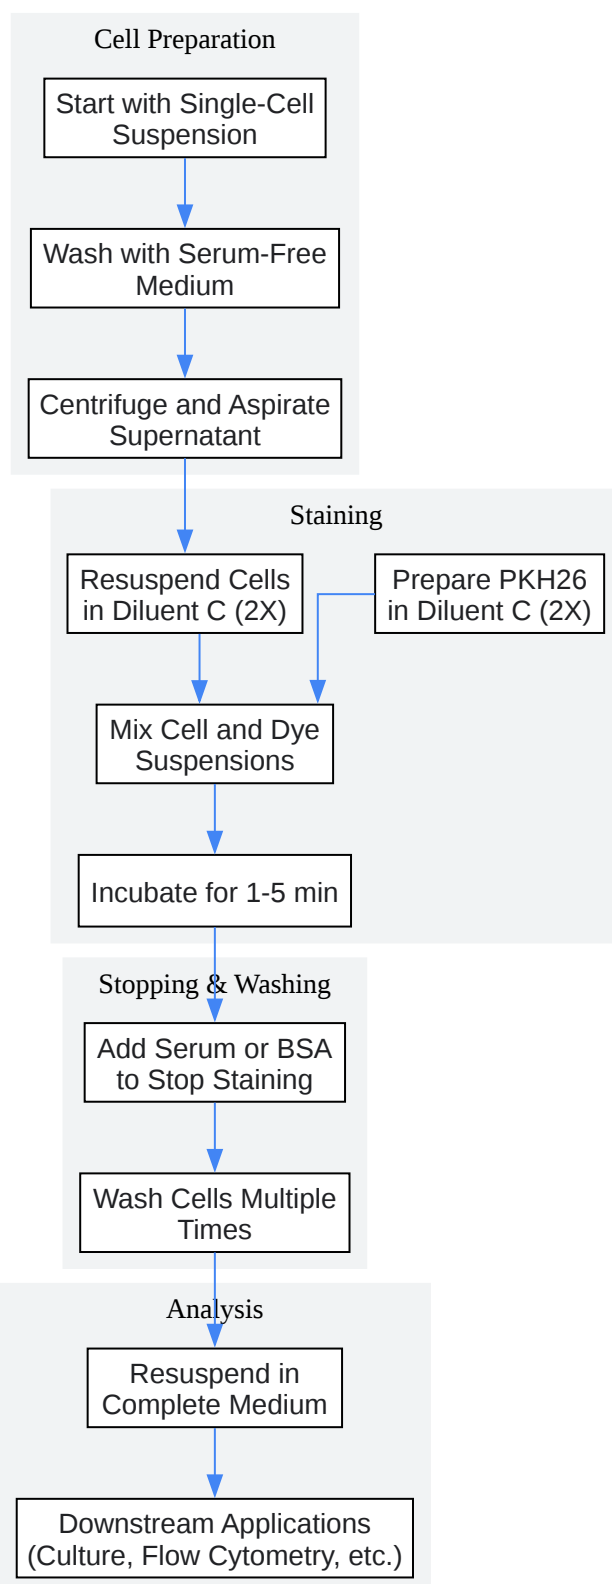 Cell Preparation
Start with Single-Cell
Suspension
Wash with Serum-Free
Medium
Centrifuge and Aspirate
Supernatant
Staining
Resuspend Cells
in Diluent C (2X)
Prepare PKH26
in Diluent C (2X)
Mix Cell and Dye
Suspensions
Incubate for 1-5 min
Stopping & Washing
Add Serum or BSA
to Stop Staining
Wash Cells Multiple
Times
Analysis
Resuspend in
Complete Medium
Downstream Applications
(Culture, Flow Cytometry, etc.)